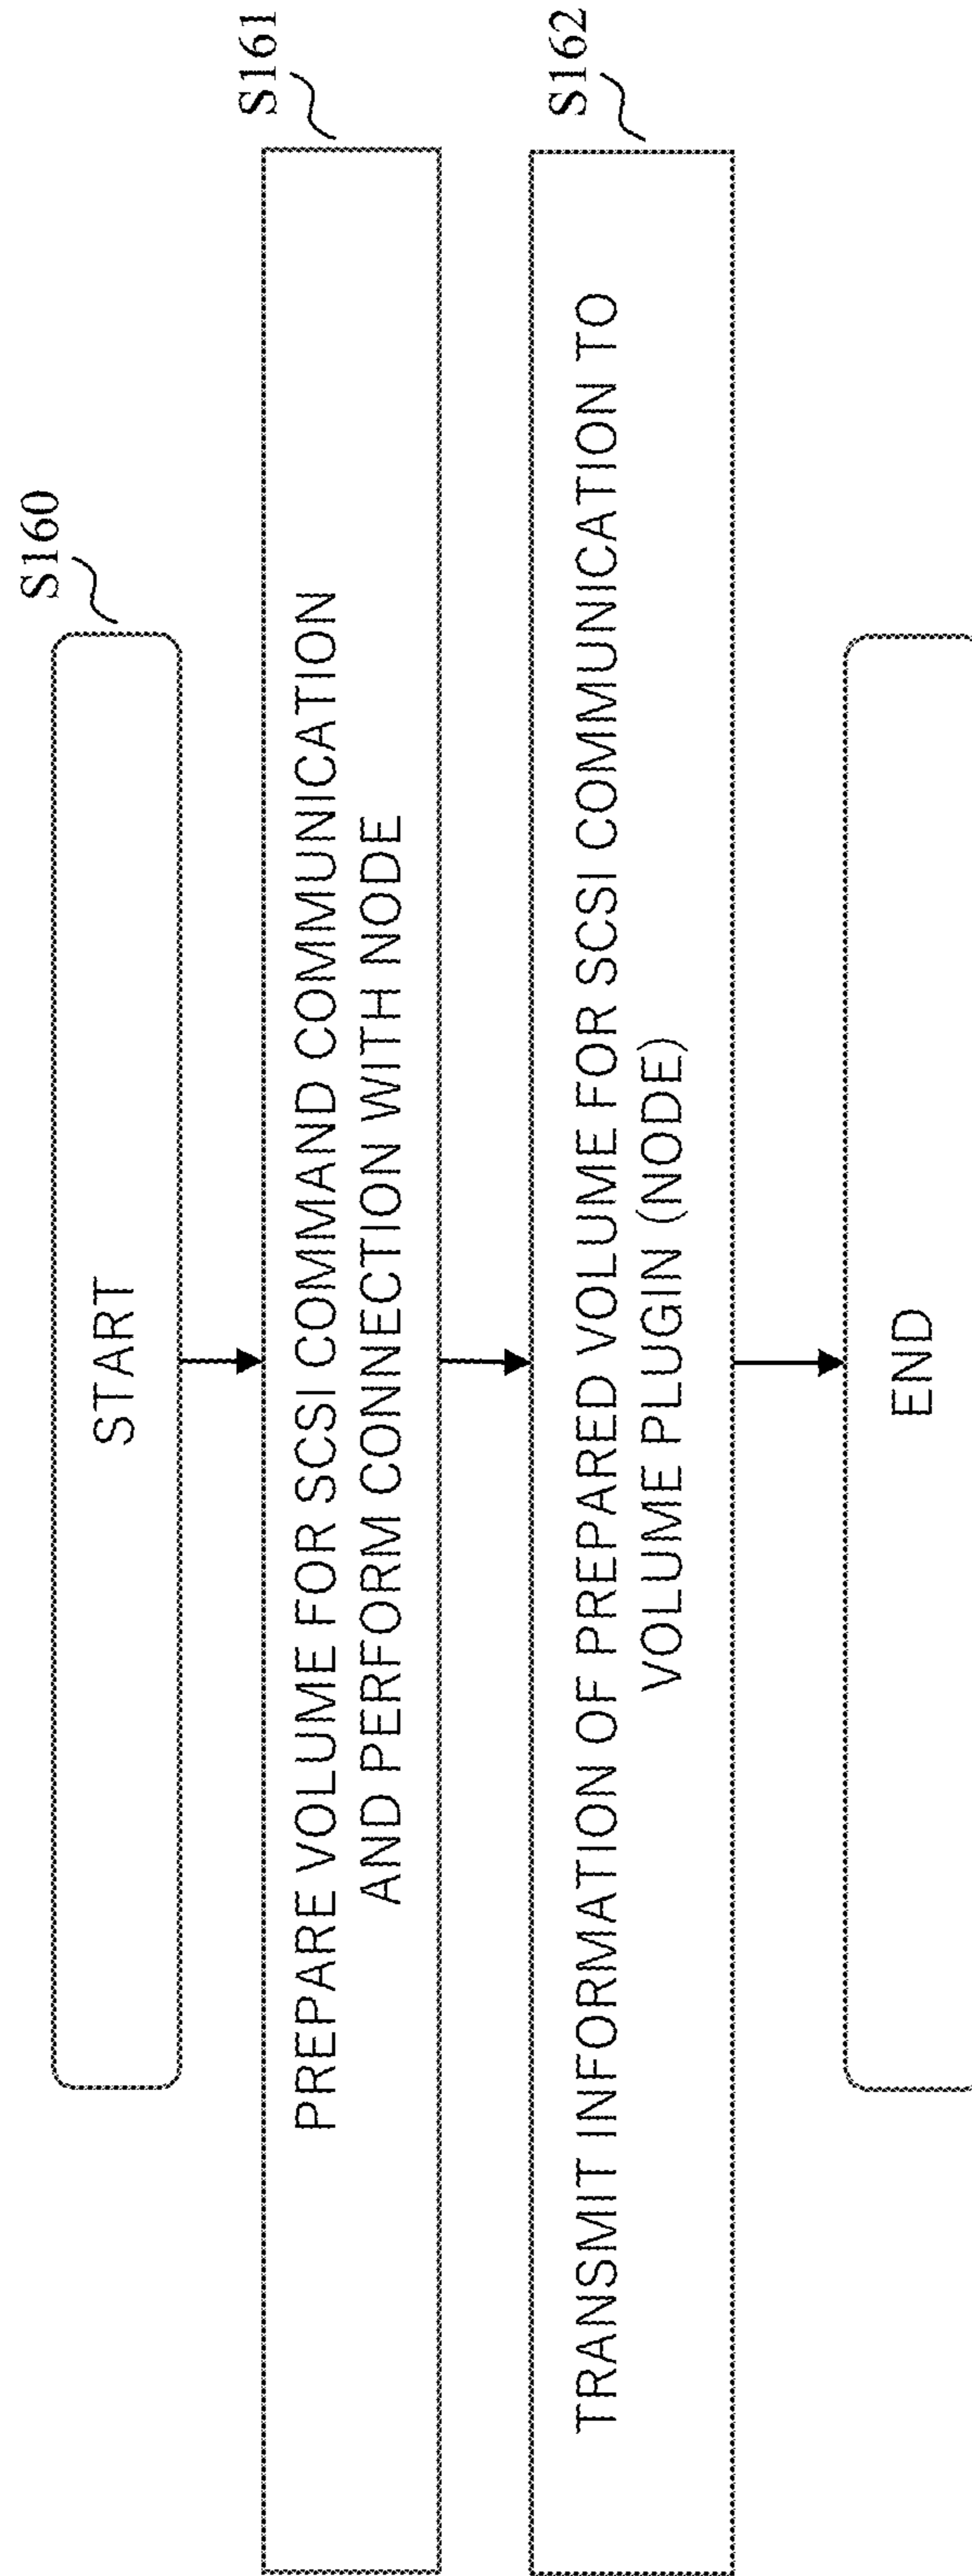 S160
START
S161
PREPARE VOLUME FOR SCSI COMMAND COMMUNICATION
AND PERFORM CONNECTION WITH NODE
S162
TRANSMIT INFORMATION OF PREPARED VOLUME FOR SCSI COMMUNICATION TO
VOLUME PLUGIN (NODE)
END